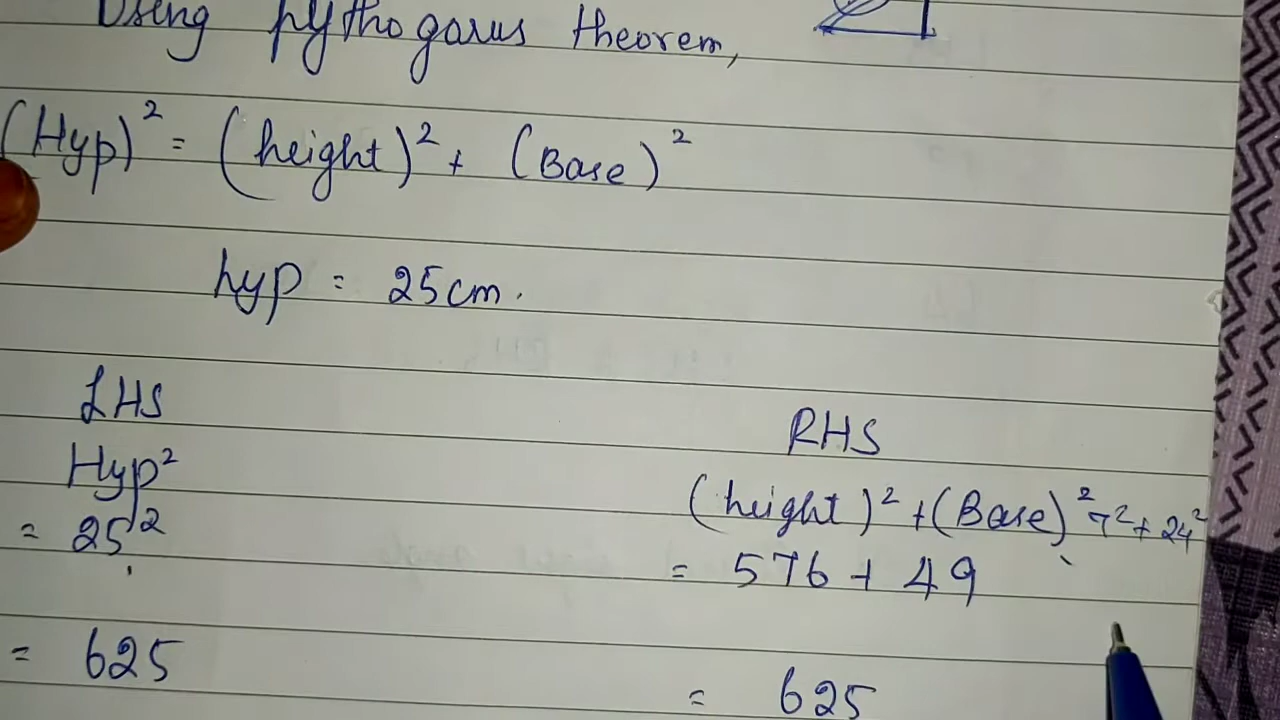 Using pythogarus theorem,
(Hyp)² = (height)² + (Base)²
hyp = 25cm.
LHS
Hyp²
= 25²
= 625
RHS
(height)² + (Base)² 7² + 24²
= 576 + 49
= 625